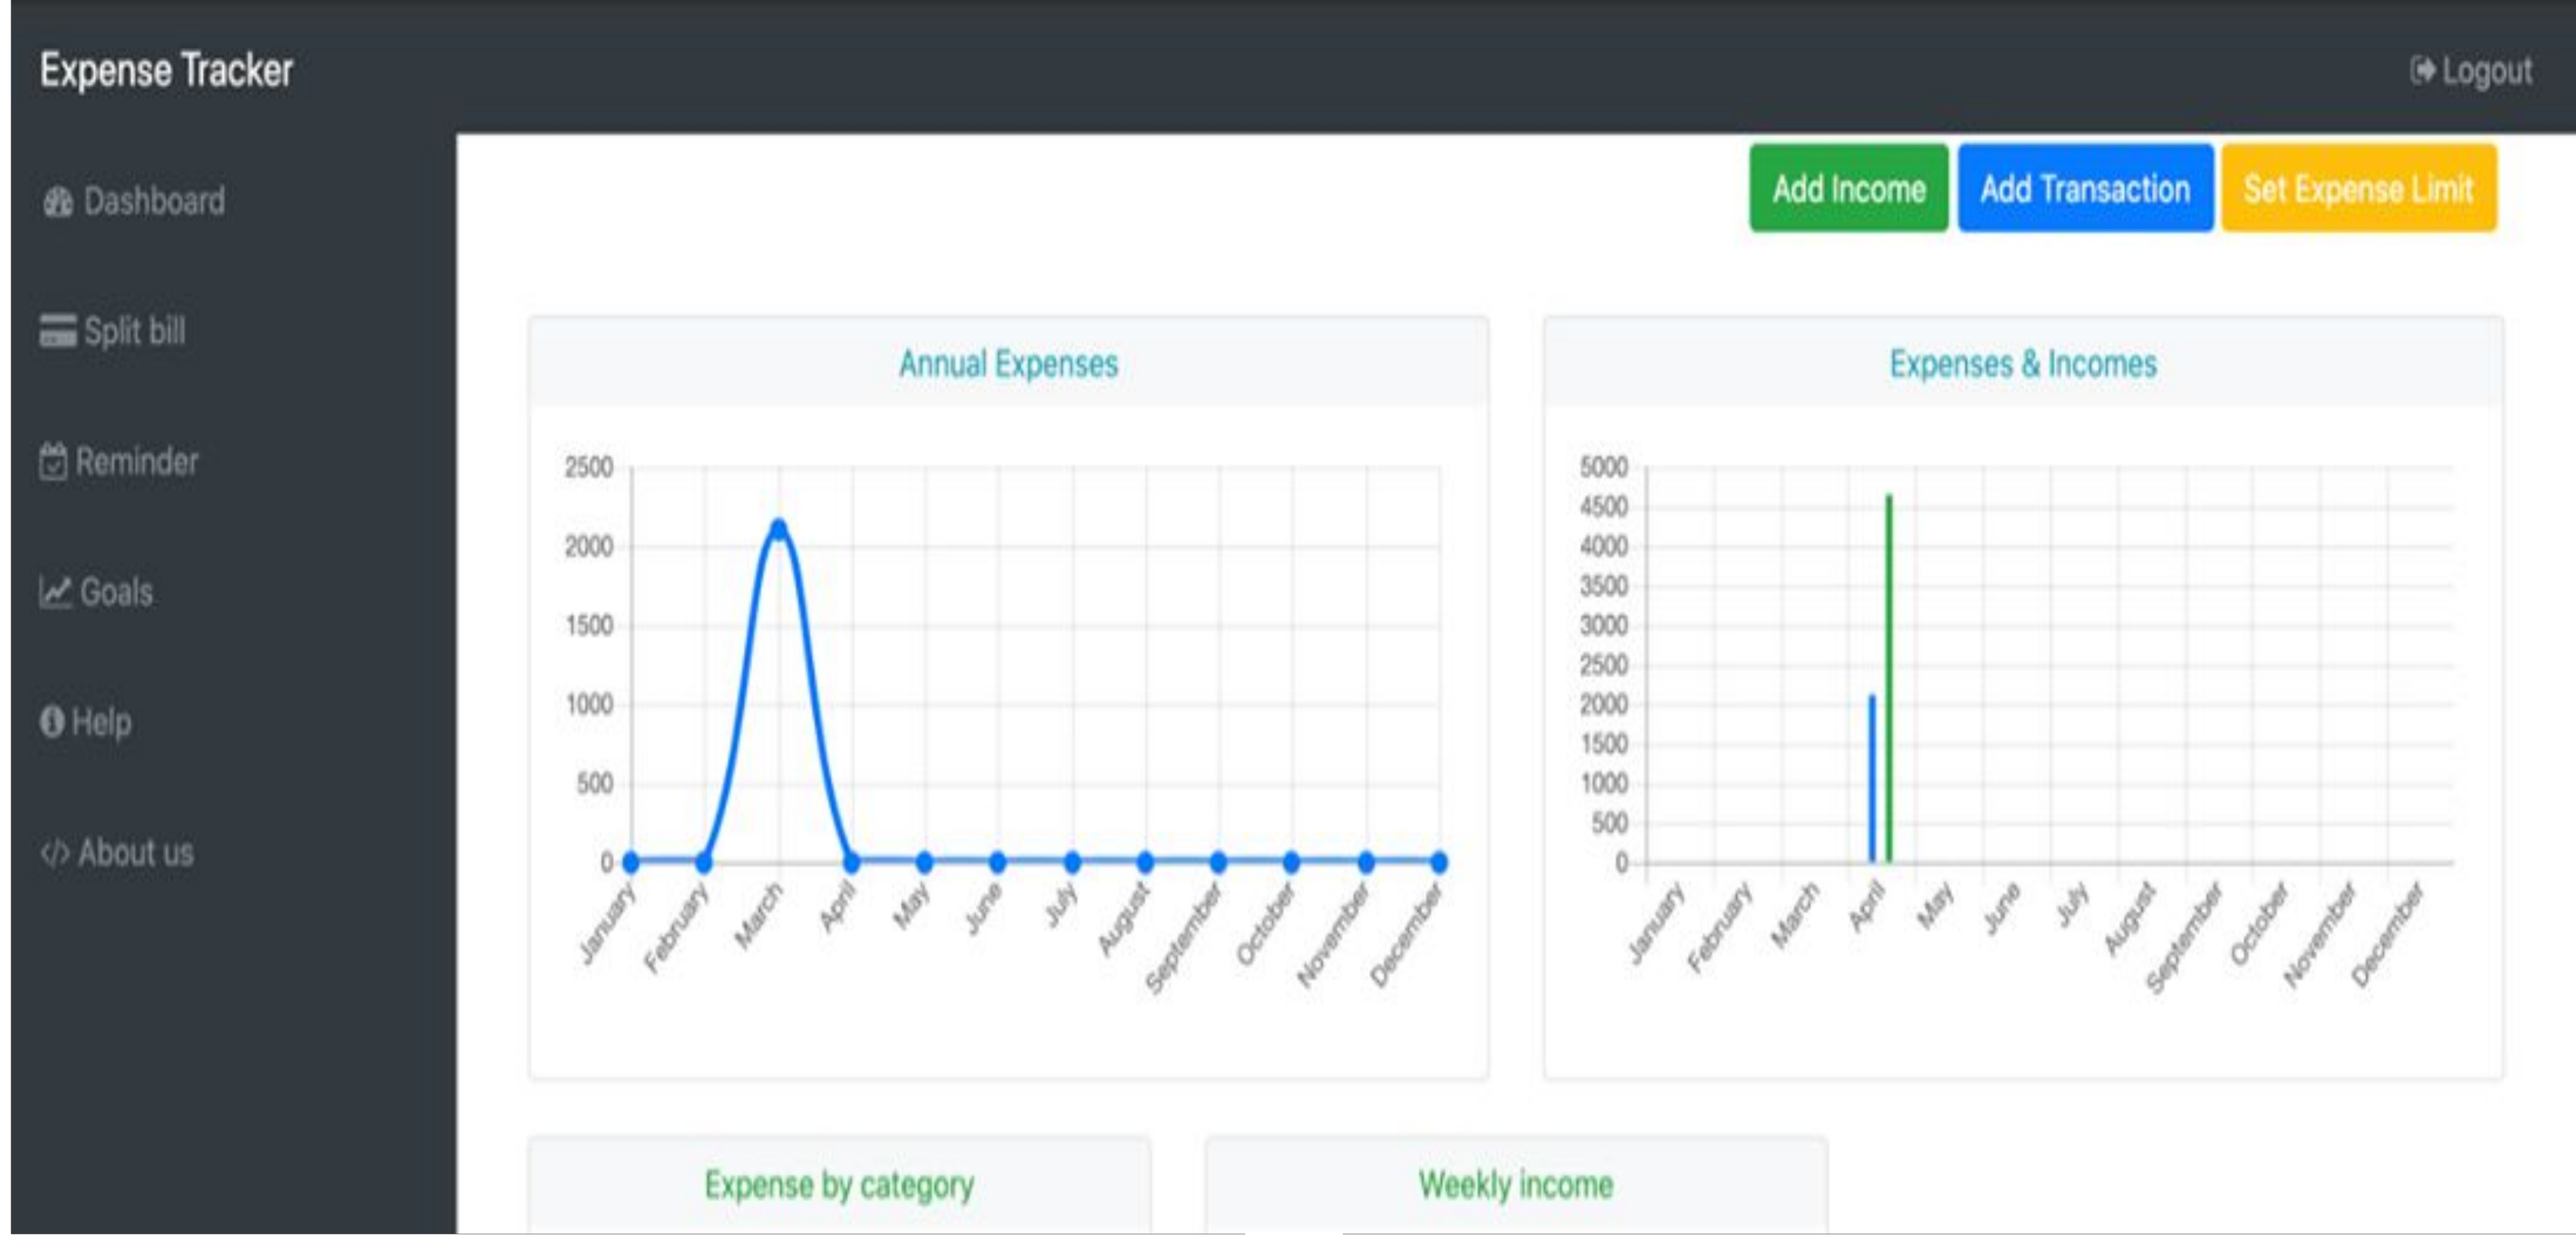 Expense Tracker
Logout
Dashboard
Split bill
Reminder
Goals
Help
About us
Add Income
Add Transaction
Set Expense Limit
Annual Expenses
2500
2000
1500
1000
500
0
January
February
March
April
May
June
July
August
September
October
November
December
Expenses & Incomes
5000
4500
4000
3500
3000
2500
2000
1500
1000
500
0
January
February
March
April
May
June
July
August
September
October
November
December
Expense by category
Weekly income